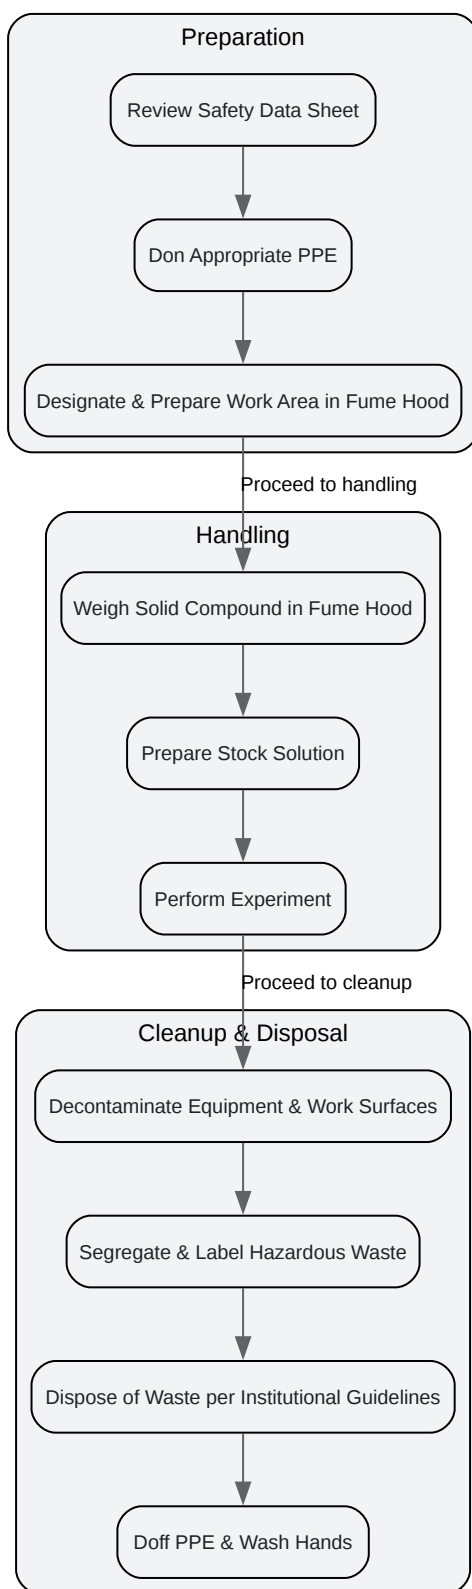 Preparation
Review Safety Data Sheet
Don Appropriate PPE
Designate & Prepare Work Area in Fume Hood
Proceed to handling
Handling
Weigh Solid Compound in Fume Hood
Prepare Stock Solution
Perform Experiment
Proceed to cleanup
Cleanup & Disposal
Decontaminate Equipment & Work Surfaces
Segregate & Label Hazardous Waste
Dispose of Waste per Institutional Guidelines
Doff PPE & Wash Hands